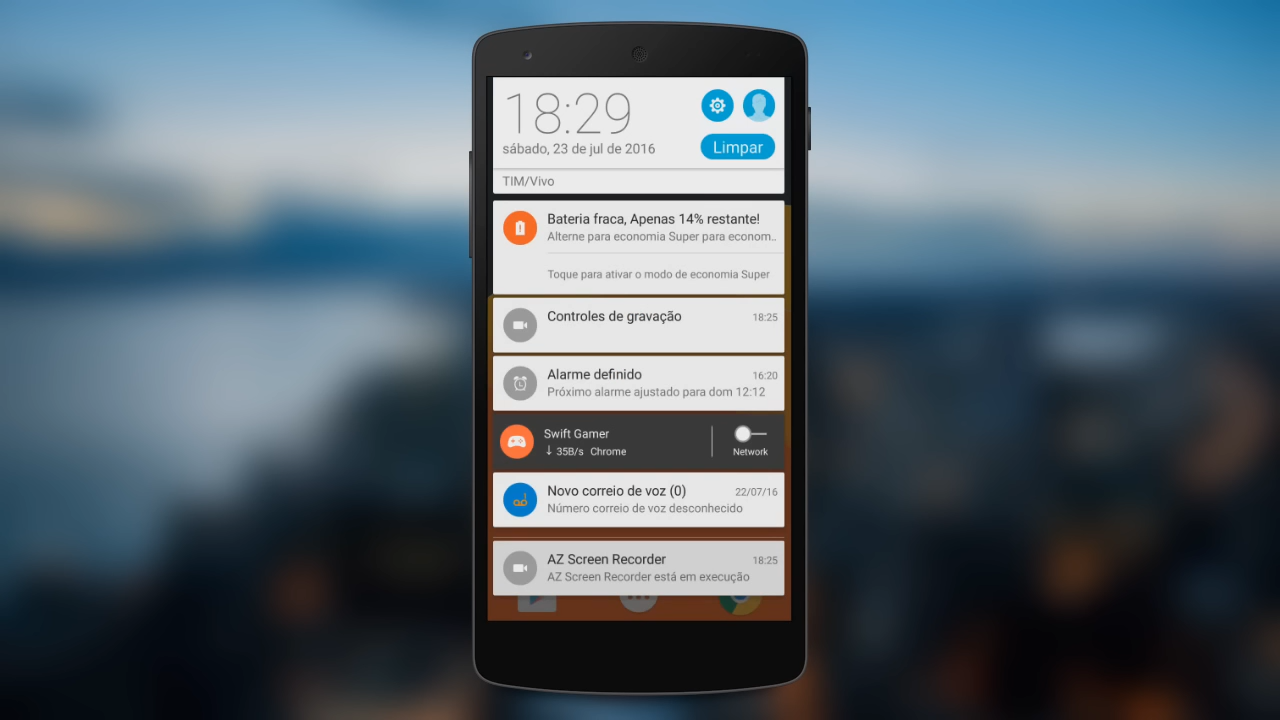 18:29
sábado, 23 de jul de 2016
Limpar
TIM/Vivo
Bateria fraca, Apenas 14% restante!
Alterne para economia Super para econom..
Toque para ativar o modo de economia Super
Controles de gravação 18:25
Alarme definido 16:20
Próximo alarme ajustado para dom 12:12
Swift Gamer
↓ 35B/s Chrome
Network
Novo correio de voz (0) 22/07/16
Número correio de voz desconhecido
AZ Screen Recorder 18:25
AZ Screen Recorder está em execução